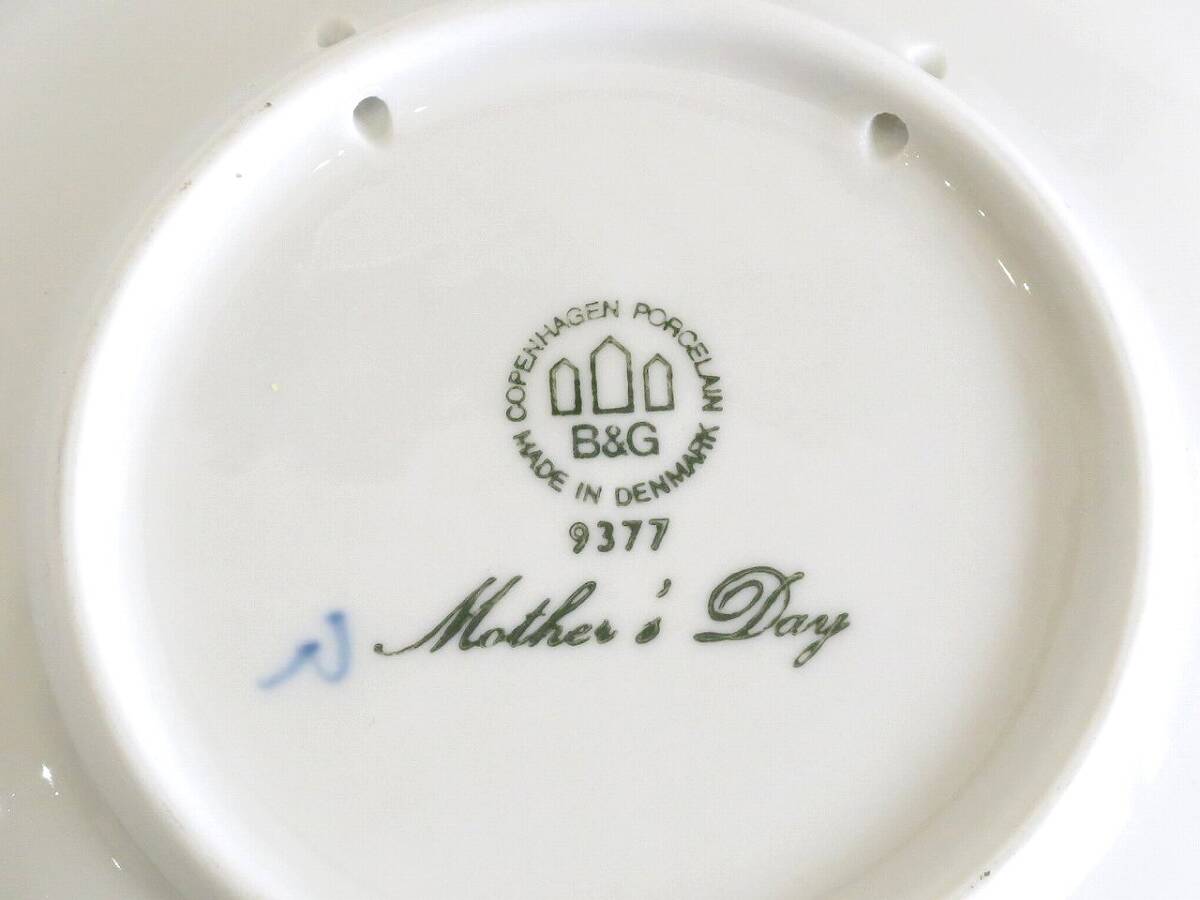 COPENHAGEN PORCELAIN
B&G
MADE IN DENMARK
9377
Mother's Day